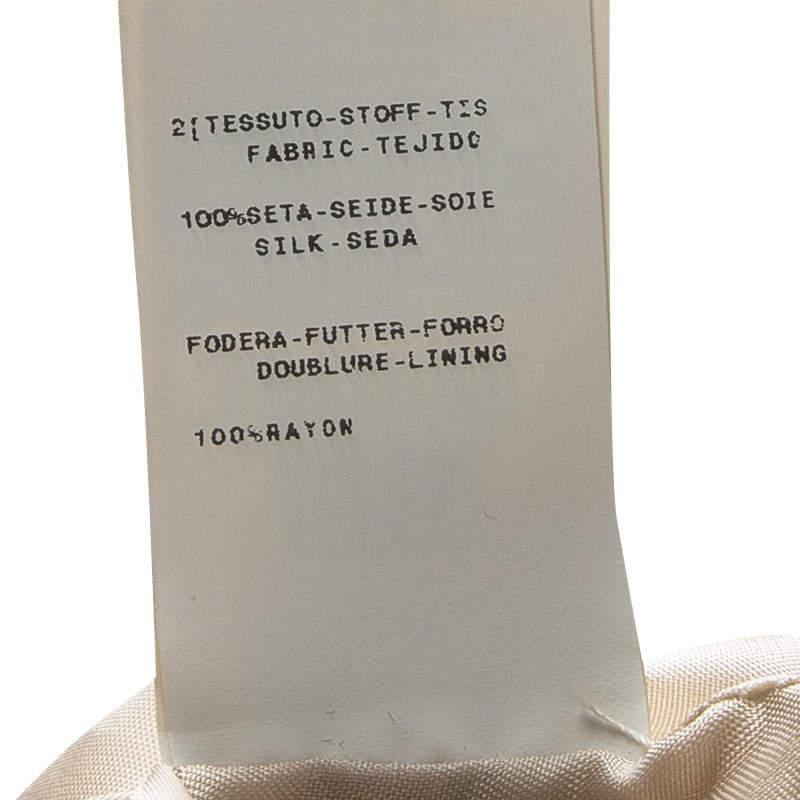 2[TESSUTO-STOFF-TIS
FABRIC-TEJIDO
100%SETA-SEIDE-SOIE
SILK-SEDA
FODERA-FUTTER-FORRO
DOUBLURE-LINING
100%RAYON